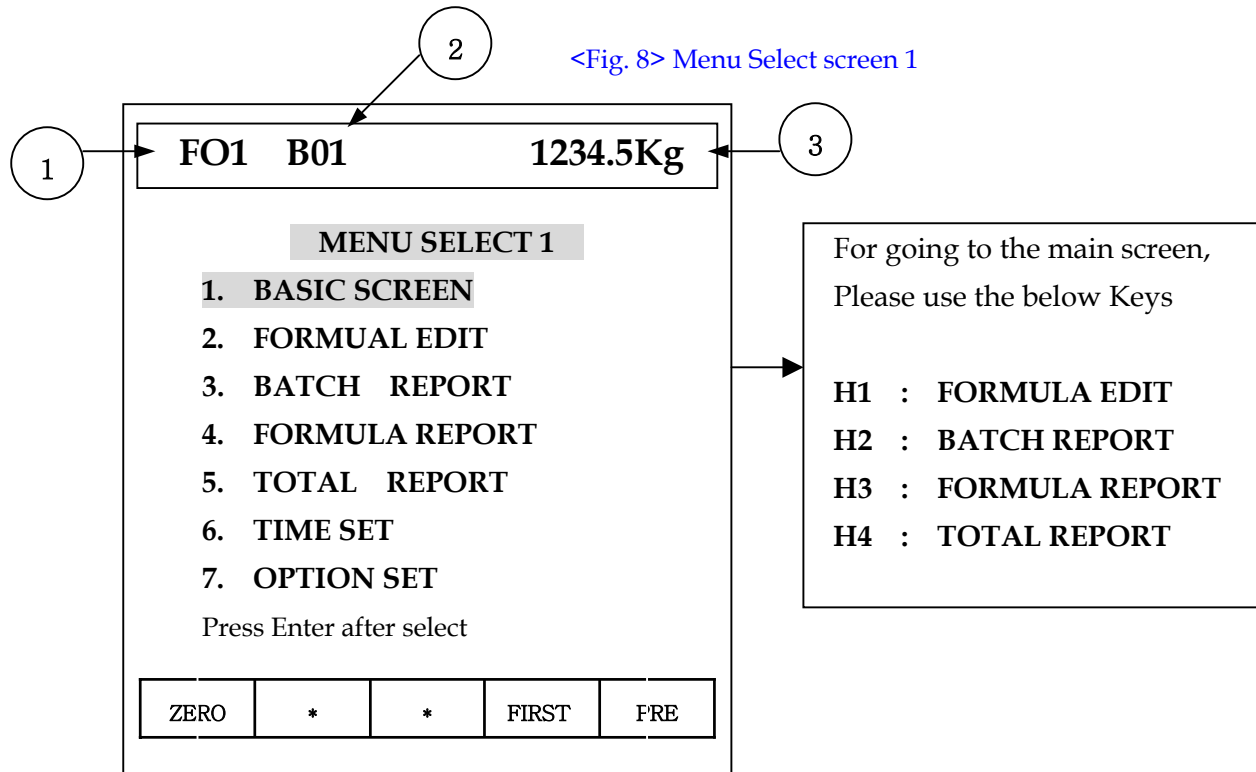 2
<Fig. 8> Menu Select screen 1
1
FO1 B01 1234.5Kg
3
MENU SELECT 1
1. BASIC SCREEN
2. FORMUAL EDIT
3. BATCH REPORT
4. FORMULA REPORT
5. TOTAL REPORT
6. TIME SET
7. OPTION SET
Press Enter after select
ZERO * * FIRST PRE
For going to the main screen,
Please use the below Keys
H1 : FORMULA EDIT
H2 : BATCH REPORT
H3 : FORMULA REPORT
H4 : TOTAL REPORT